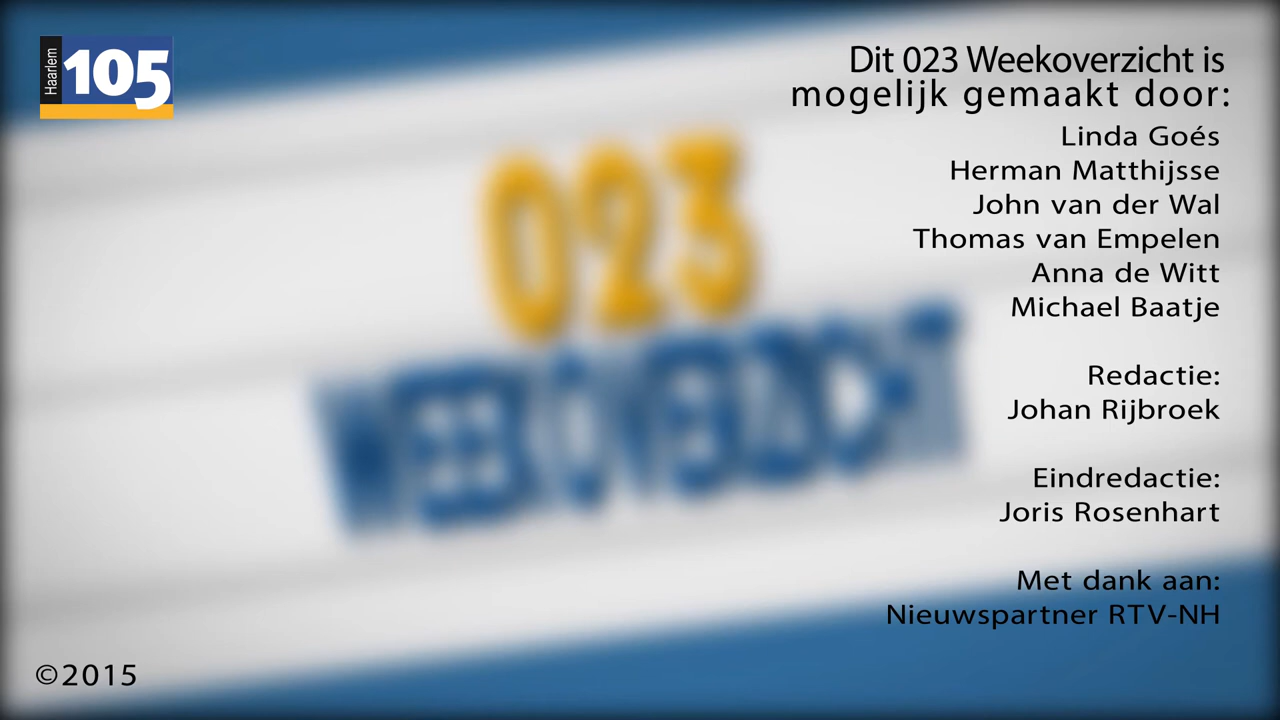 Haarlem
105
Dit 023 Weekoverzicht is
mogelijk gemaakt door:
Linda Goés
Herman Matthijsse
John van der Wal
Thomas van Empelen
Anna de Witt
Michael Baatje
Redactie:
Johan Rijbroek
Eindredactie:
Joris Rosenhart
Met dank aan:
Nieuwspartner RTV-NH
023
WEEKOVERZICHT
©2015